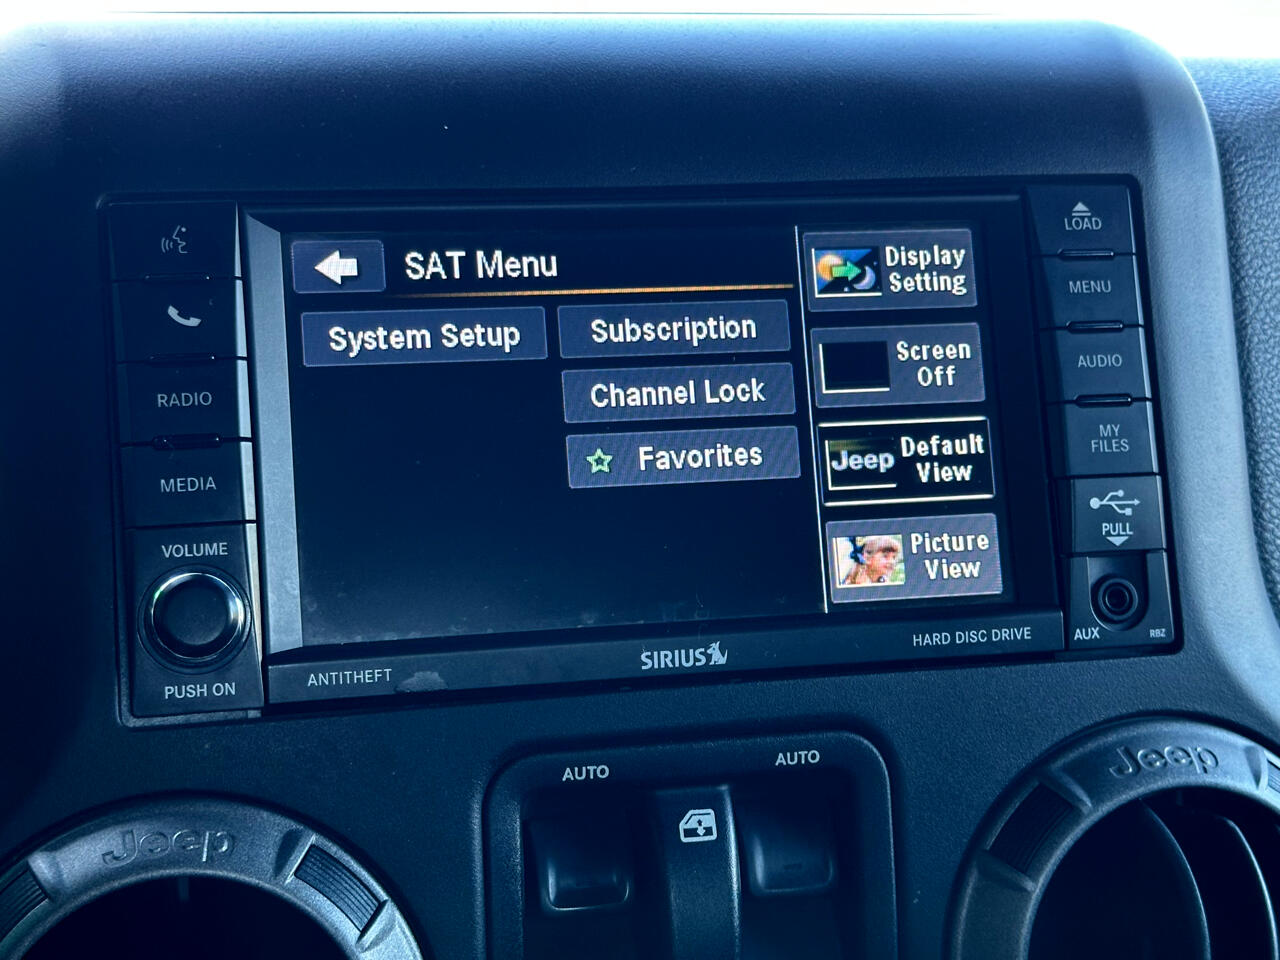 SAT Menu
System Setup
Subscription
Channel Lock
Favorites
Display
Setting
Screen
Off
Jeep
Default
View
Picture
View
RADIO
MEDIA
VOLUME
PUSH ON
LOAD
MENU
AUDIO
MY
FILES
PULL
AUX
RBZ
ANTITHEFT
SIRIUS
HARD DISC DRIVE
AUTO
AUTO
Jeep
Jeep